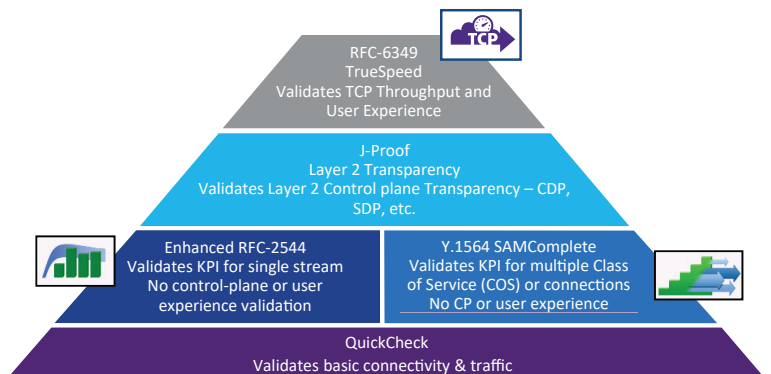 TCP
RFC-6349
TrueSpeed
Validates TCP Throughput and
User Experience
J-Proof
Layer 2 Transparency
Validates Layer 2 Control plane Transparency – CDP,
SDP, etc.
Enhanced RFC-2544
Validates KPI for single stream
No control-plane or user
experience validation
Y.1564 SAMComplete
Validates KPI for multiple Class
of Service (COS) or connections
No CP or user experience
QuickCheck
Validates basic connectivity & traffic